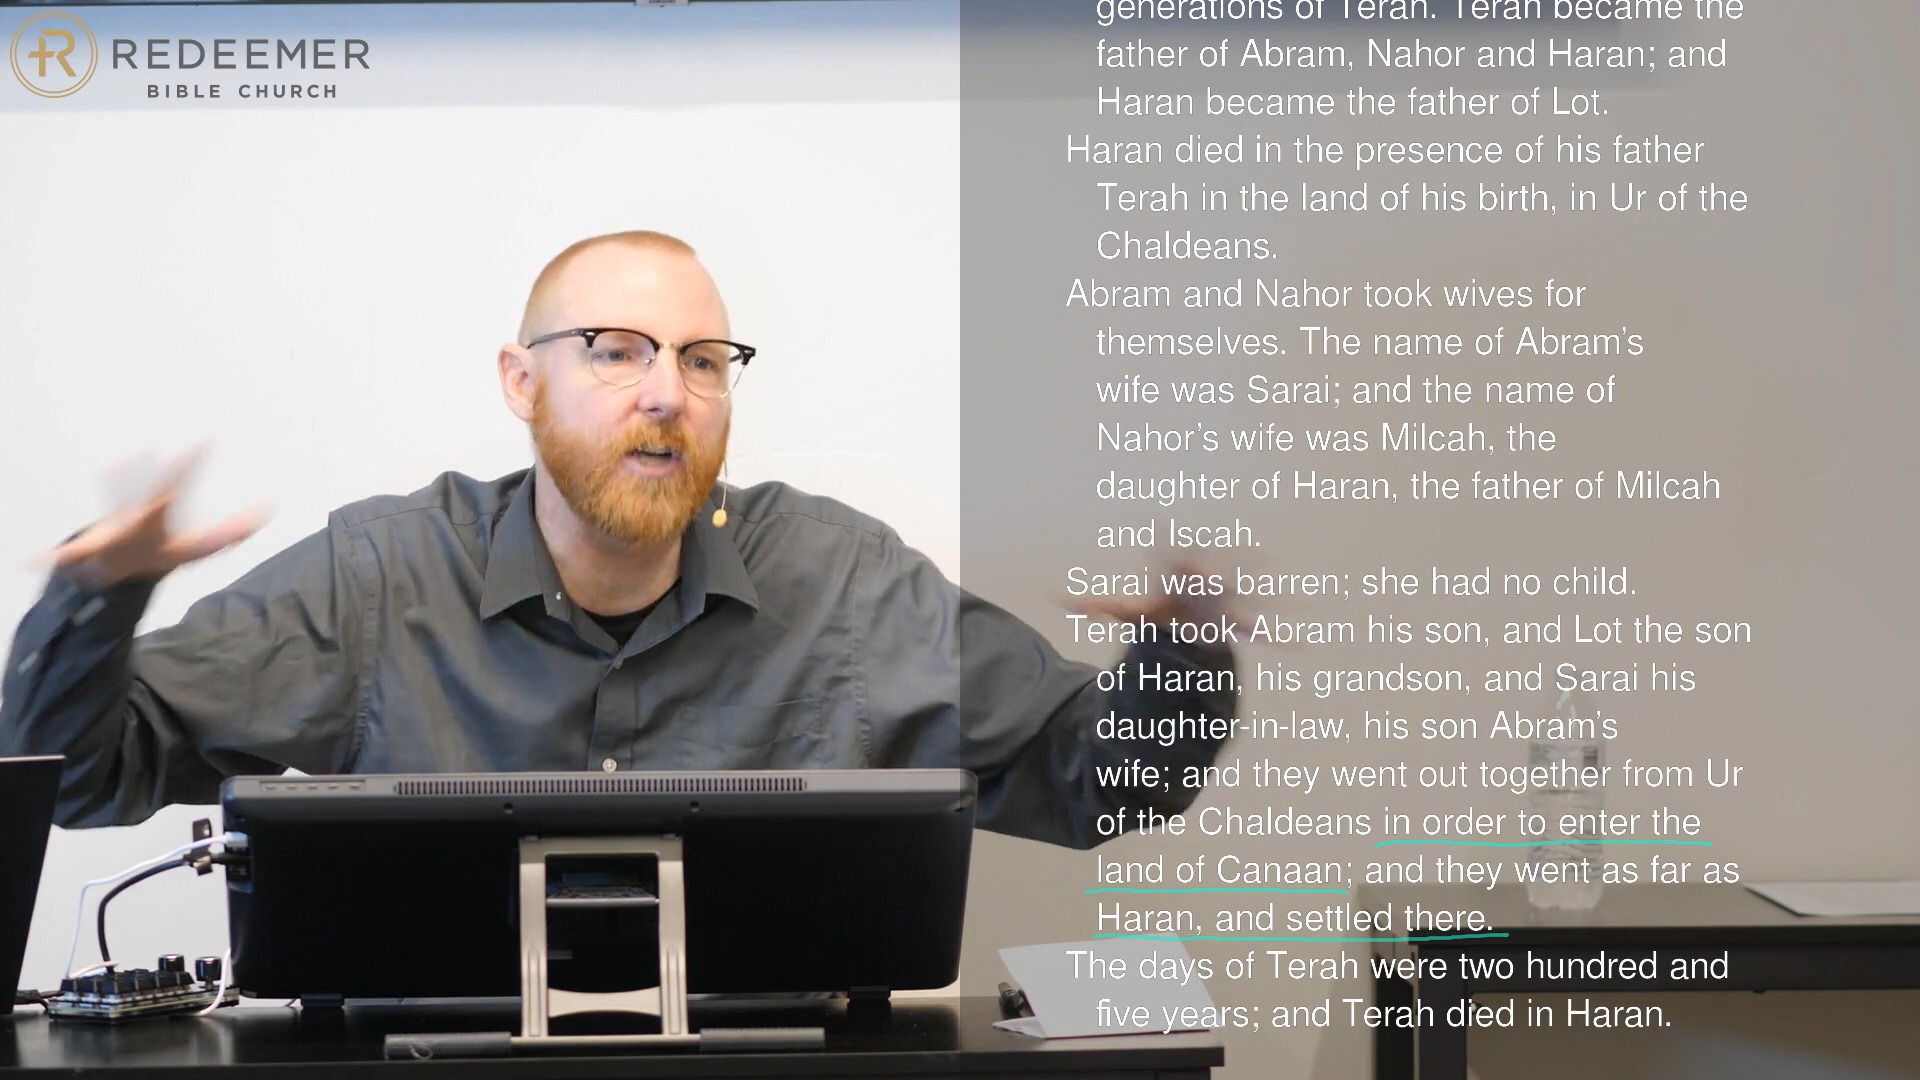 REDEEMER
BIBLE CHURCH
generations of Terah. Terah became the
father of Abram, Nahor and Haran; and
Haran became the father of Lot.
Haran died in the presence of his father
Terah in the land of his birth, in Ur of the
Chaldeans.
Abram and Nahor took wives for
themselves. The name of Abram’s
wife was Sarai; and the name of
Nahor’s wife was Milcah, the
daughter of Haran, the father of Milcah
and Iscah.
Sarai was barren; she had no child.
Terah took Abram his son, and Lot the son
of Haran, his grandson, and Sarai his
daughter-in-law, his son Abram’s
wife; and they went out together from Ur
of the Chaldeans in order to enter the
land of Canaan; and they went as far as
Haran, and settled there.
The days of Terah were two hundred and
five years; and Terah died in Haran.